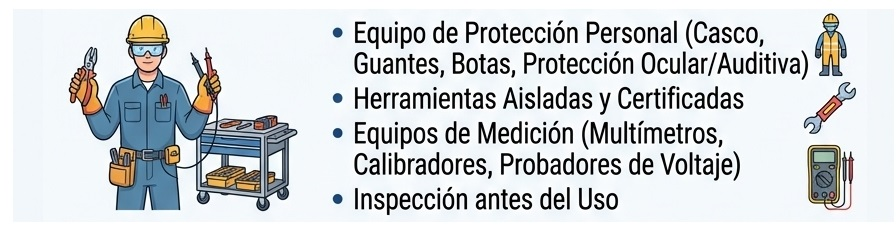 • Equipo de Protección Personal (Casco,
Guantes, Botas, Protección Ocular/Auditiva)
• Herramientas Aisladas y Certificadas
• Equipos de Medición (Multímetros,
Calibradores, Probadores de Voltaje)
• Inspección antes del Uso